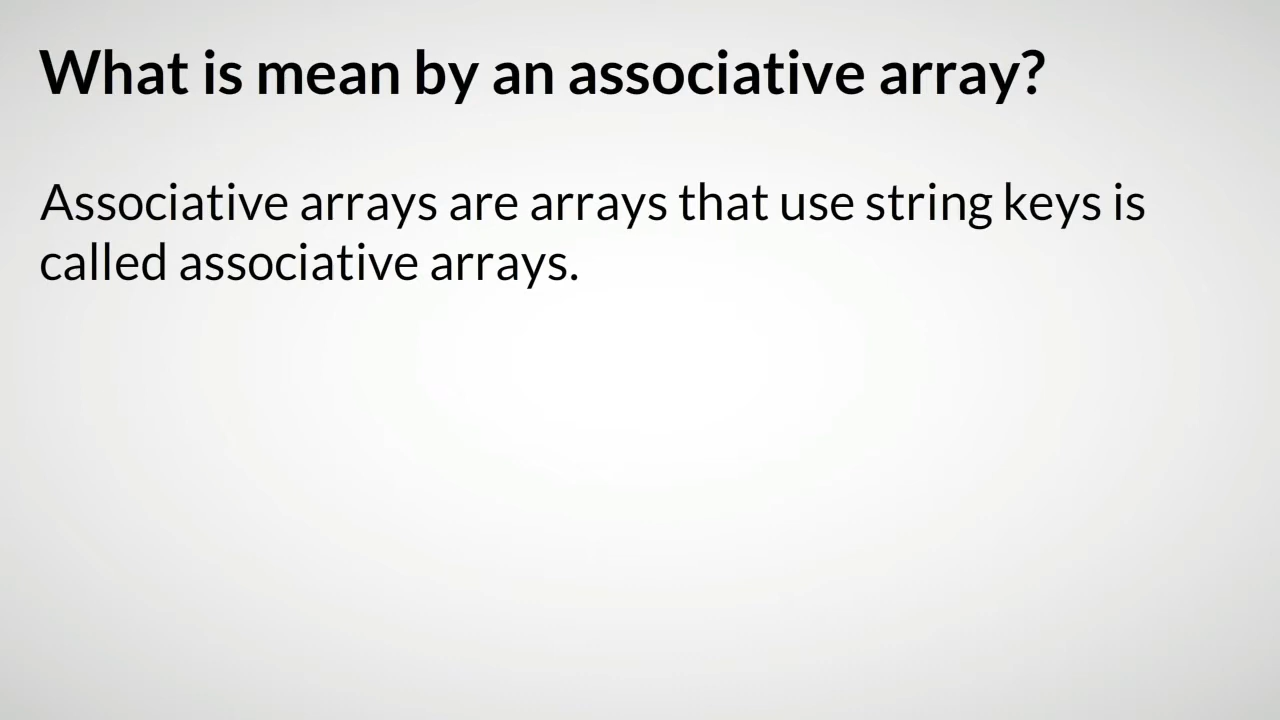 What is mean by an associative array?
Associative arrays are arrays that use string keys is
called associative arrays.